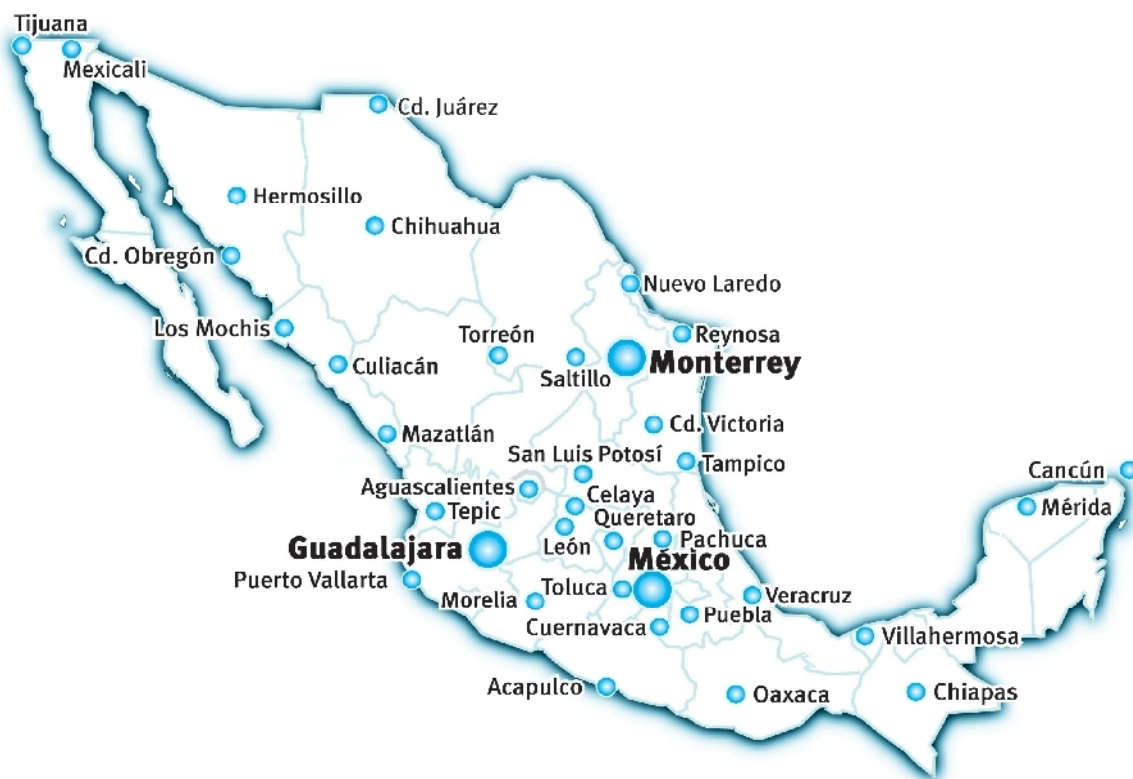 Tijuana
Mexicali
Cd. Juárez
Hermosillo
Chihuahua
Cd. Obregón
Nuevo Laredo
Los Mochis
Torreón
Reynosa
Culiacán
Saltillo
Monterrey
Mazatlán
Cd. Victoria
San Luis Potosí
Tampico
Cancún
Aguascalientes
Celaya
Mérida
Tepic
Queretaro
Guadalajara
León
Pachuca
México
Puerto Vallarta
Toluca
Morelia
Veracruz
Puebla
Cuernavaca
Villahermosa
Acapulco
Oaxaca
Chiapas